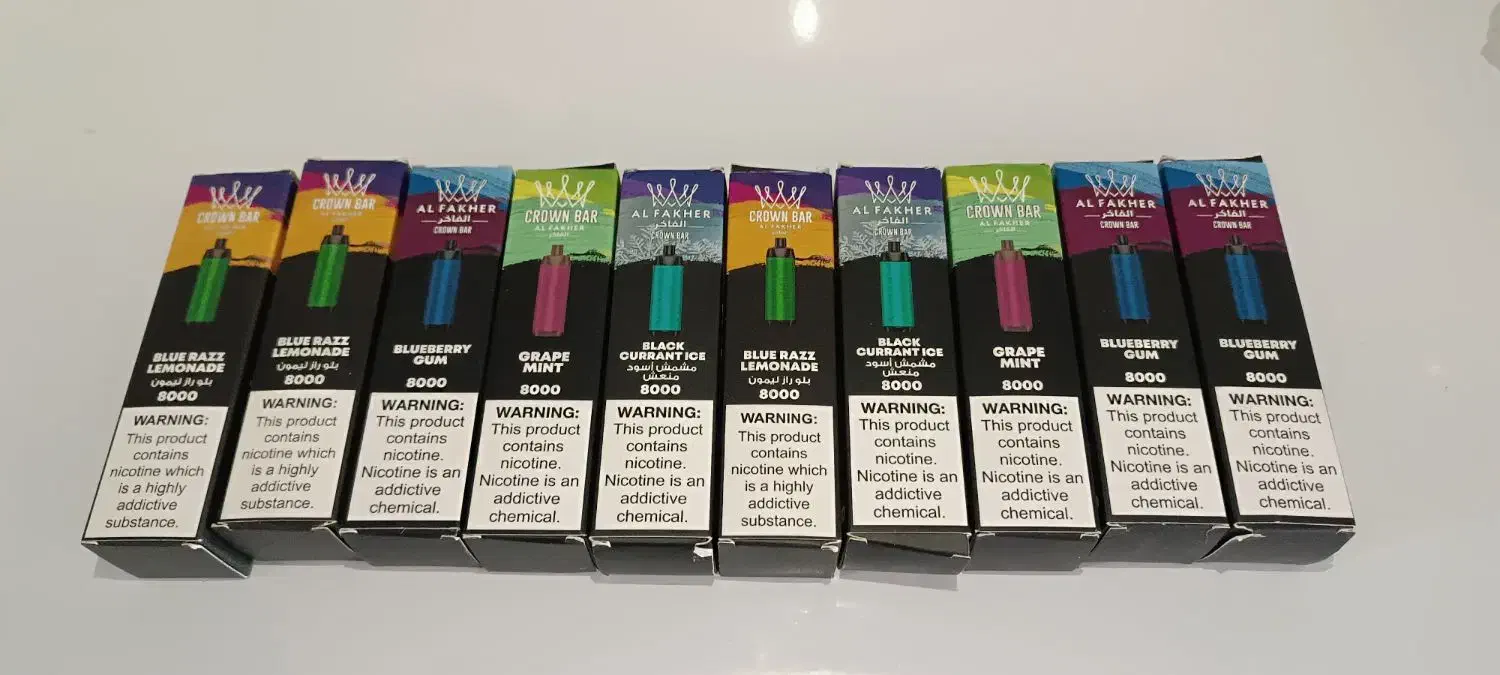 CROWN BAR
BLUE RAZZ
LEMONADE
بلو راز ليمون
8000
WARNING:
This product
contains
nicotine which
is a highly
addictive
substance.
CROWN BAR
AL FAKHER
BLUE RAZZ
LEMONADE
بلو راز ليمون
8000
WARNING:
This product
contains
nicotine which
is a highly
addictive
substance.
AL FAKHER
الفاخر
CROWN BAR
BLUEBERRY
GUM
8000
WARNING:
This product
contains
nicotine.
Nicotine is an
addictive
chemical.
CROWN BAR
AL FAKHER
الفاخر
GRAPE
MINT
8000
WARNING:
This product
contains
nicotine.
Nicotine is an
addictive
chemical.
AL FAKHER
الفاخر
CROWN BAR
BLACK
CURRANT ICE
مشمش أسود
منعش
8000
WARNING:
This product
contains
nicotine.
Nicotine is an
addictive
chemical.
CROWN BAR
AL FAKHER
BLUE RAZZ
LEMONADE
بلو راز ليمون
8000
WARNING:
This product
contains
nicotine which
is a highly
addictive
substance.
AL FAKHER
الفاخر
CROWN BAR
BLACK
CURRANT ICE
مشمش أسود
منعش
8000
WARNING:
This product
contains
nicotine.
Nicotine is an
addictive
chemical.
CROWN BAR
AL FAKHER
الفاخر
GRAPE
MINT
8000
WARNING:
This product
contains
nicotine.
Nicotine is an
addictive
chemical.
AL FAKHER
الفاخر
CROWN BAR
BLUEBERRY
GUM
8000
WARNING:
This product
contains
nicotine.
Nicotine is an
addictive
chemical.
AL FAKHER
الفاخر
CROWN BAR
BLUEBERRY
GUM
8000
WARNING:
This product
contains
nicotine.
Nicotine is an
addictive
chemical.